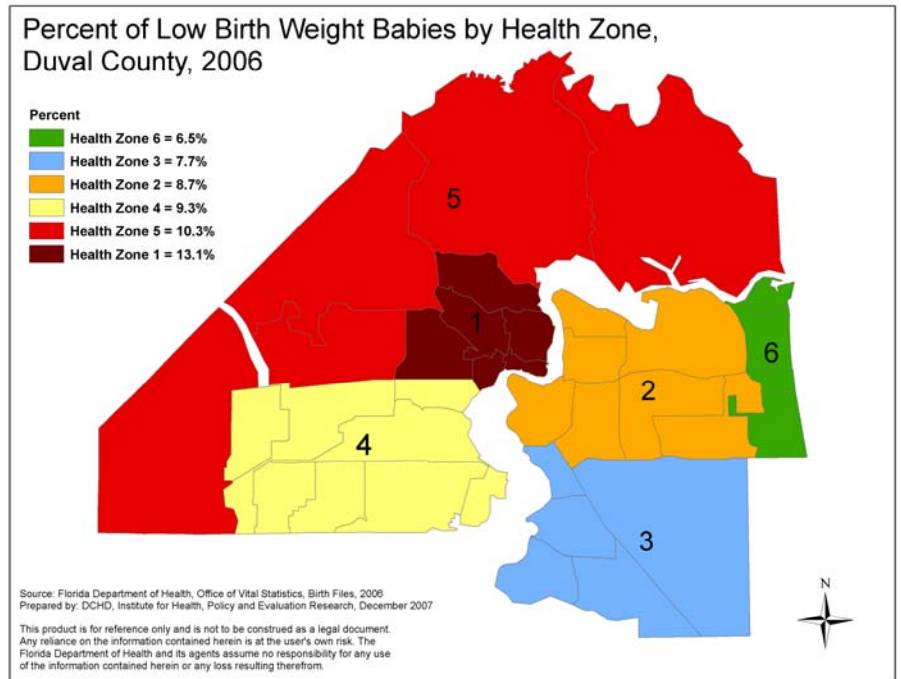 Percent of Low Birth Weight Babies by Health Zone,
Duval County, 2006
Percent
Health Zone 6 = 6.5%
Health Zone 3 = 7.7%
Health Zone 2 = 8.7%
Health Zone 4 = 9.3%
Health Zone 5 = 10.3%
Health Zone 1 = 13.1%
5
1
6
2
4
3
N
Source: Florida Department of Health, Office of Vital Statistics, Birth Files, 2006
Prepared by: DCHD, Institute for Health, Policy and Evaluation Research, December 2007
This product is for reference only and is not to be construed as a legal document.
Any reliance on the information contained herein is at the user's own risk. The
Florida Department of Health and its agents assume no responsibility for any use
of the information contained herein or any loss resulting therefrom.